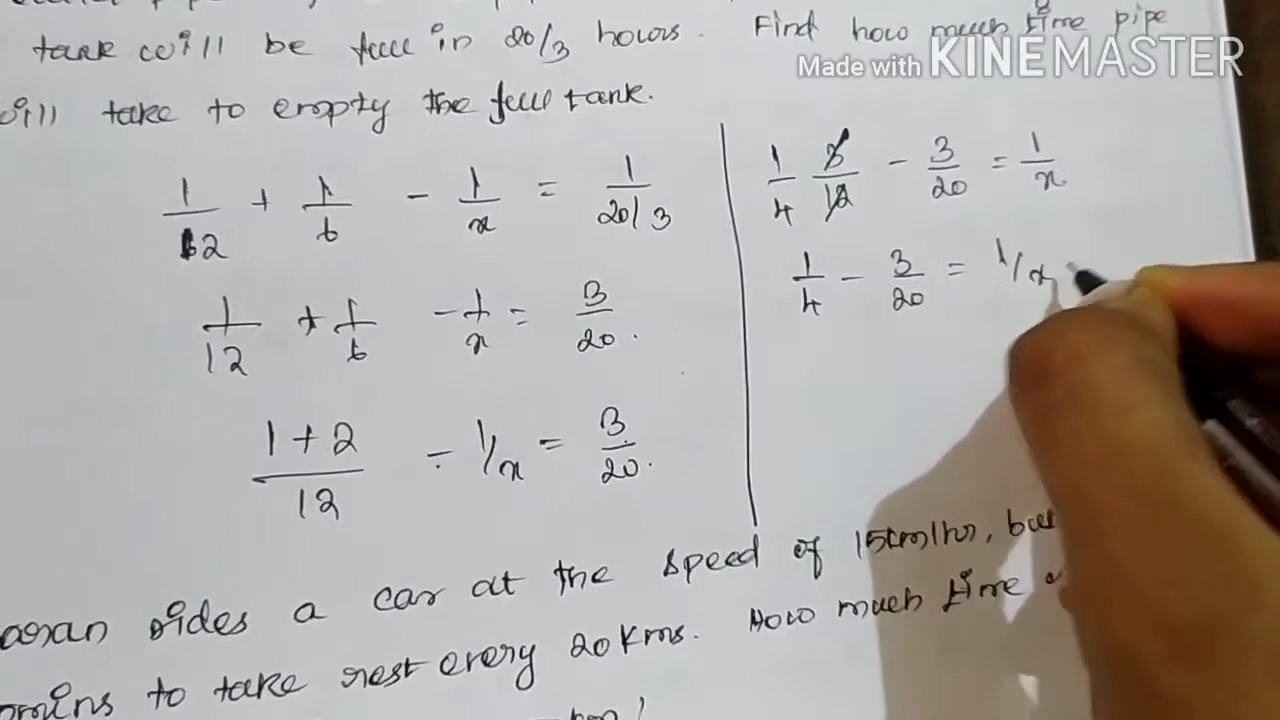 tank will be full in 20/3 hours. Find how much time pipe
Made with KINEMASTER
will take to empty the full tank.
1/12 + 1/6 - 1/x = 1/20/3
1/12 + 1/6 - 1/x = 3/20.
1+2/12 - 1/x = 3/20.
1/4 3/12 - 3/20 = 1/x
1/4 - 3/20 = 1/x
rides a car at the speed of 15km/hr, but
mins to take rest every 20 kms. How much time